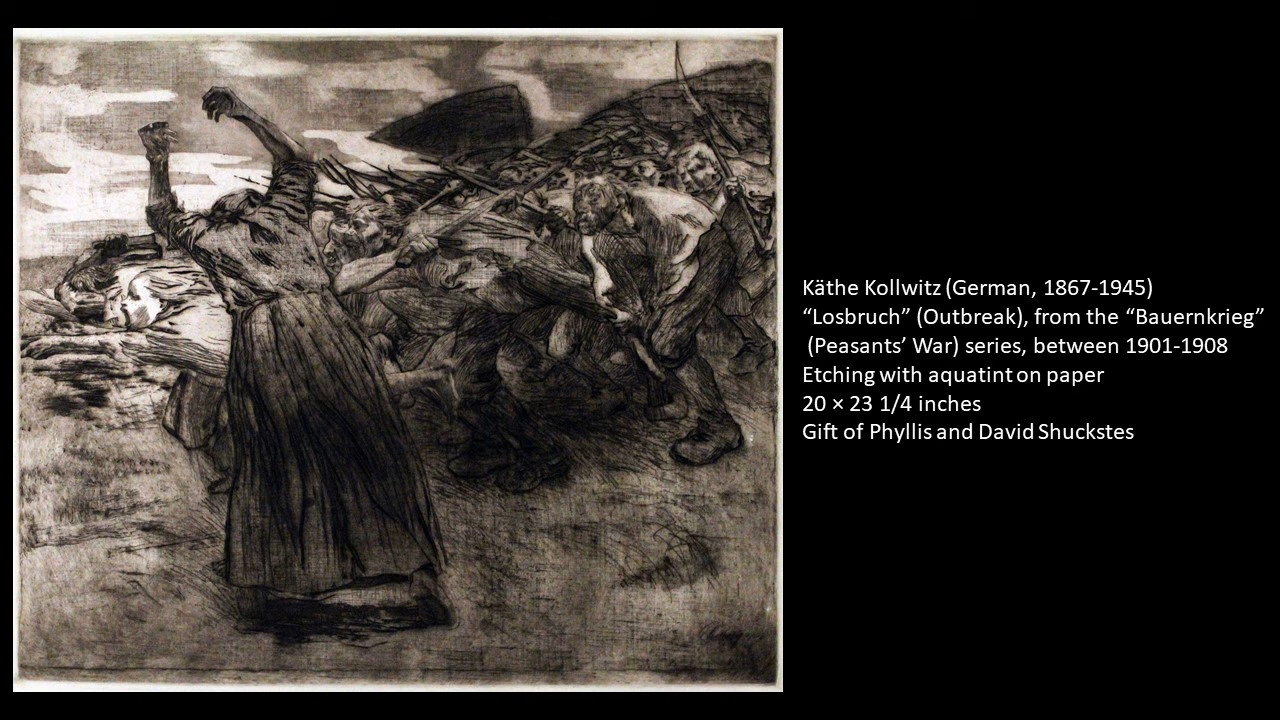 Käthe Kollwitz (German, 1867-1945)
“Losbruch” (Outbreak), from the “Bauernkrieg”
(Peasants’ War) series, between 1901-1908
Etching with aquatint on paper
20 × 23 1/4 inches
Gift of Phyllis and David Shuckstes